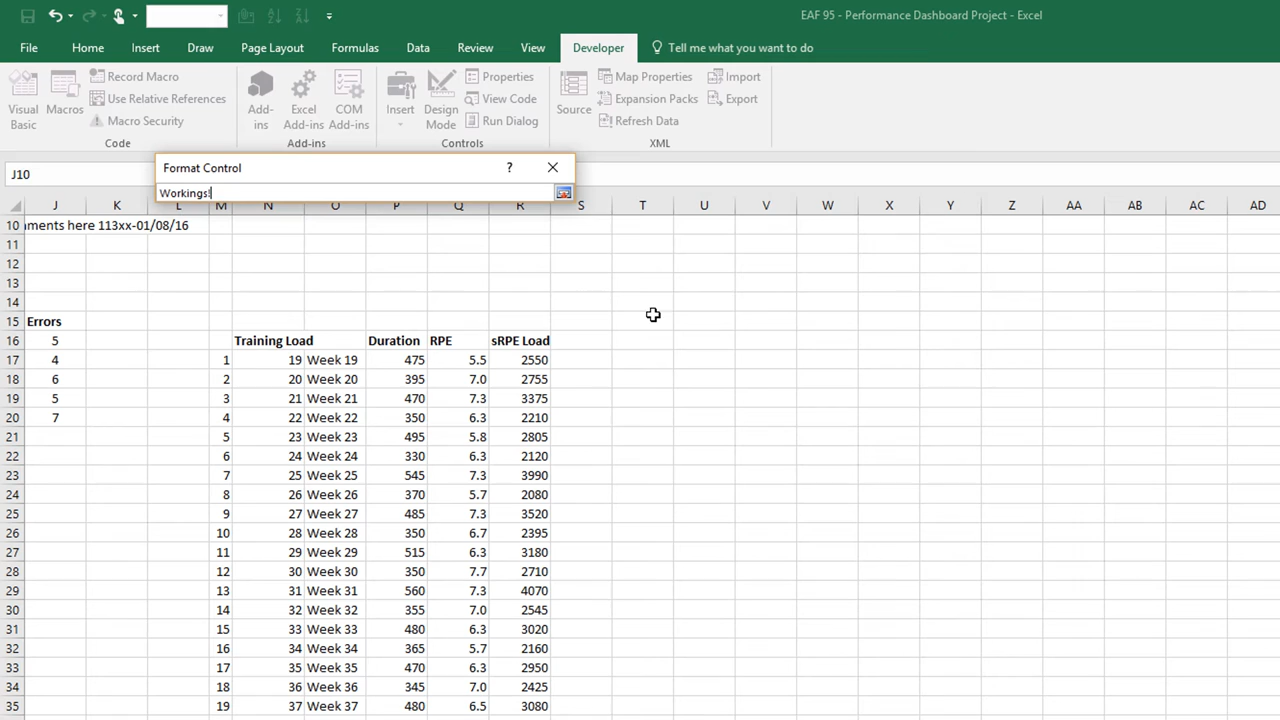 EAF 95 - Performance Dashboard Project - Excel
File Home Insert Draw Page Layout Formulas Data Review View Developer Tell me what you want to do
Visual Basic
Macros
Record Macro
Use Relative References
Macro Security
Code
Add-ins
Excel Add-ins
COM Add-ins
Add-ins
Insert
Design Mode
Properties
View Code
Run Dialog
Controls
Source
Map Properties
Expansion Packs
Refresh Data
Import
Export
XML
Format Control ?
J10
Workings!
J K L M N O P Q R S T U V W X Y Z AA AB AC AD
10 ments here 113xx-01/08/16
11
12
13
14
15 Errors
16 5 Training Load Duration RPE sRPE Load
17 4 1 19 Week 19 475 5.5 2550
18 6 2 20 Week 20 395 7.0 2755
19 5 3 21 Week 21 470 7.3 3375
20 7 4 22 Week 22 350 6.3 2210
21 5 23 Week 23 495 5.8 2805
22 6 24 Week 24 330 6.3 2120
23 7 25 Week 25 545 7.3 3990
24 8 26 Week 26 370 5.7 2080
25 9 27 Week 27 485 7.3 3520
26 10 28 Week 28 350 6.7 2395
27 11 29 Week 29 515 6.3 3180
28 12 30 Week 30 350 7.7 2710
29 13 31 Week 31 560 7.3 4070
30 14 32 Week 32 355 7.0 2545
31 15 33 Week 33 480 6.3 3020
32 16 34 Week 34 365 5.7 2160
33 17 35 Week 35 470 6.3 2950
34 18 36 Week 36 345 7.0 2425
35 19 37 Week 37 480 6.5 3080